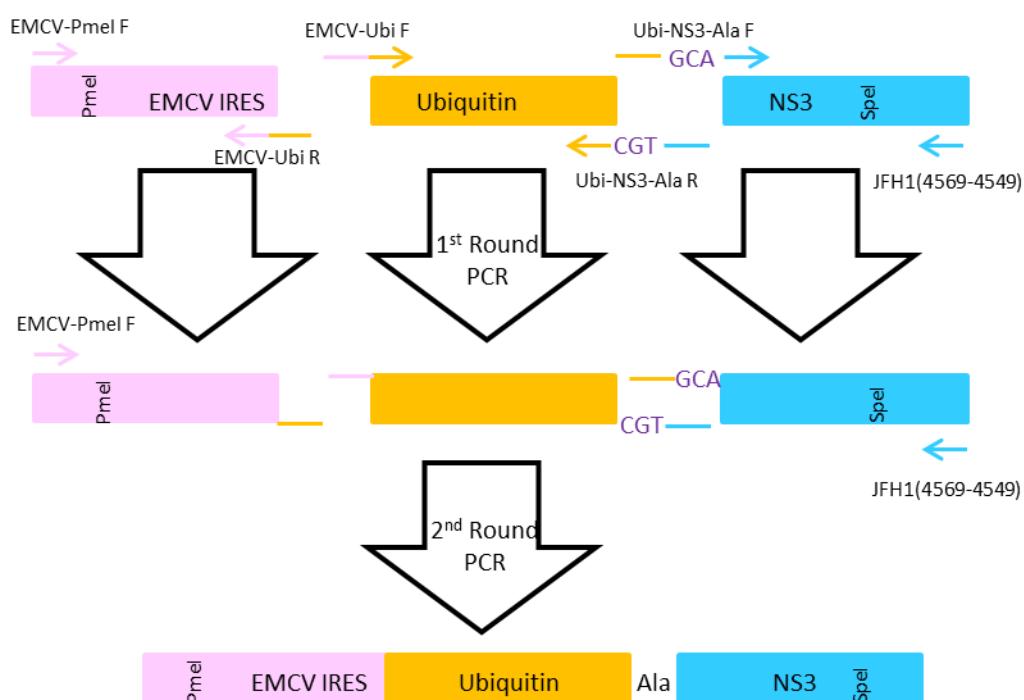 EMCV-PmeI F
EMCV-Ubi F
Ubi-NS3-Ala F
GCA
PmeI
EMCV IRES
Ubiquitin
NS3
SpeI
EMCV-Ubi R
CGT
Ubi-NS3-Ala R
JFH1(4569-4549)
1st Round
PCR
EMCV-PmeI F
PmeI
GCA
CGT
SpeI
JFH1(4569-4549)
2nd Round
PCR
PmeI
EMCV IRES
Ubiquitin
Ala
NS3
SpeI